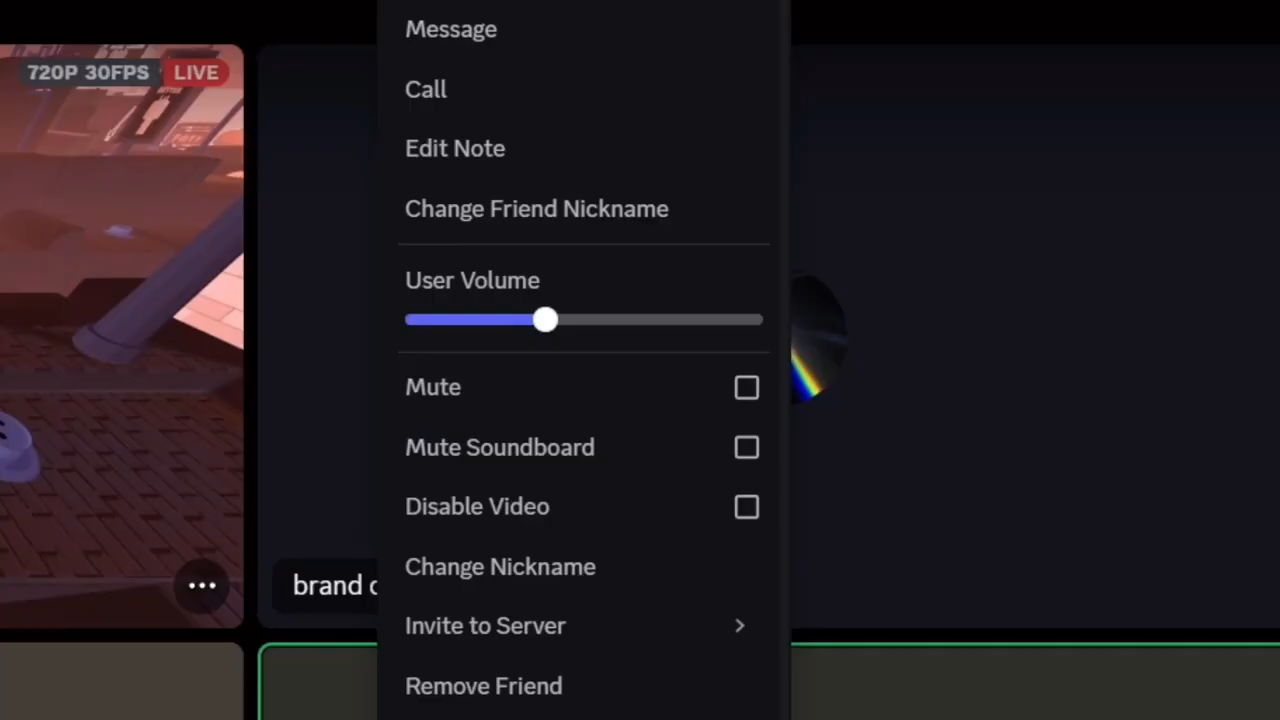 Message
720P 30FPS LIVE
Call
Edit Note
Change Friend Nickname
User Volume
Mute
Mute Soundboard
Disable Video
Change Nickname
brand
Invite to Server
Remove Friend